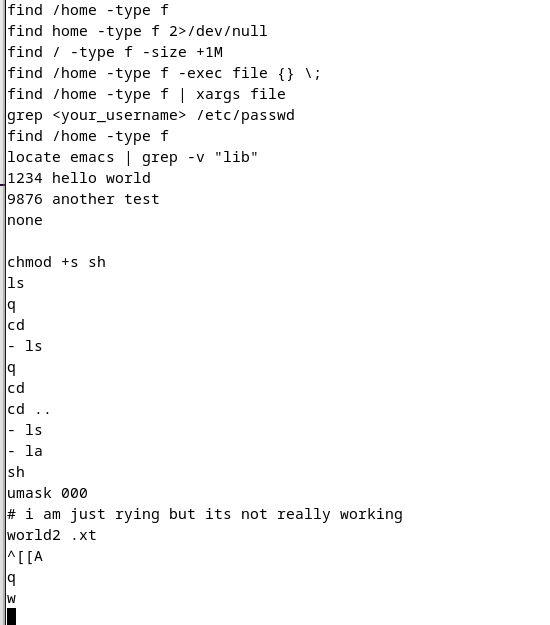 find /home -type f
find home -type f 2>/dev/null
find / -type f -size +1M
find /home -type f -exec file {} \;
find /home -type f | xargs file
grep <your_username> /etc/passwd
find /home -type f
locate emacs | grep -v "lib"
1234 hello world
9876 another test
none

chmod +s sh
ls
q
cd
- ls
q
cd
cd ..
- ls
- la
sh
umask 000
# i am just rying but its not really working
world2 .xt
^[[A
q
w